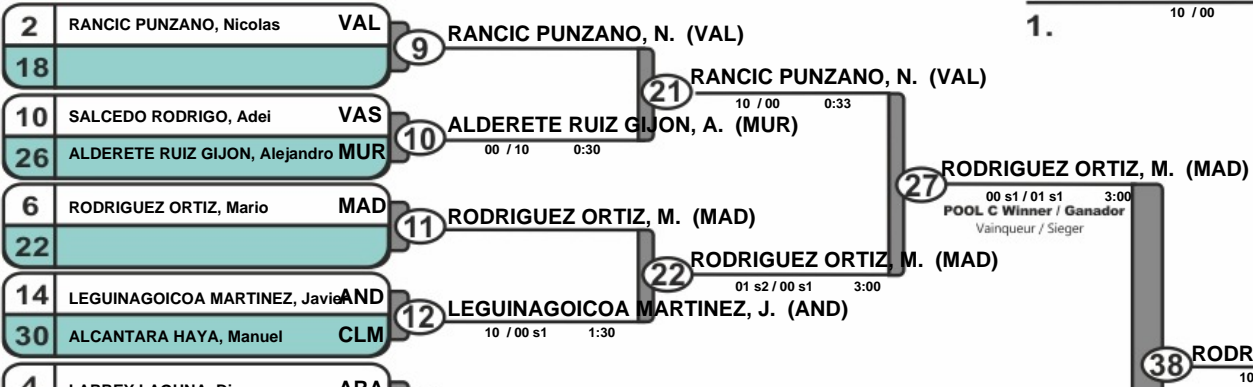 2 RANCIC PUNZANO, Nicolas VAL
18
10 SALCEDO RODRIGO, Adei VAS
26 ALDERETE RUIZ GIJON, Alejandro MUR
6 RODRIGUEZ ORTIZ, Mario MAD
22
14 LEGUINAGOICOA MARTINEZ, Javier AND
30 ALCANTARA HAYA, Manuel CLM
9 RANCIC PUNZANO, N. (VAL)
10 ALDERETE RUIZ GIJON, A. (MUR)
00 / 10 0:30
11 RODRIGUEZ ORTIZ, M. (MAD)
12 LEGUINAGOICOA MARTINEZ, J. (AND)
10 / 00 s1 1:30
21 RANCIC PUNZANO, N. (VAL)
10 / 00 0:33
22 RODRIGUEZ ORTIZ, M. (MAD)
01 s2 / 00 s1 3:00
27 RODRIGUEZ ORTIZ, M. (MAD)
00 s1 / 01 s1 3:00
POOL C Winner / Ganador
Vainqueur / Sieger
10 / 00
1.
38 RODR
10